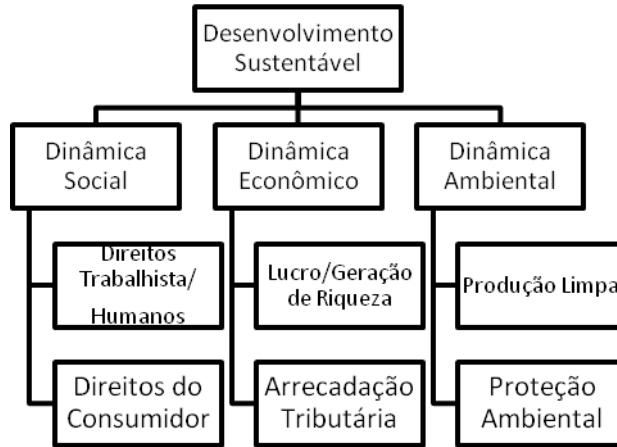 Desenvolvimento
Sustentável
Dinâmica
Social
Dinâmica
Econômico
Dinâmica
Ambiental
Direitos
Trabalhista/
Humanos
Lucro/Geração
de Riqueza
Produção Limpa
Direitos do
Consumidor
Arrecadação
Tributária
Proteção
Ambiental